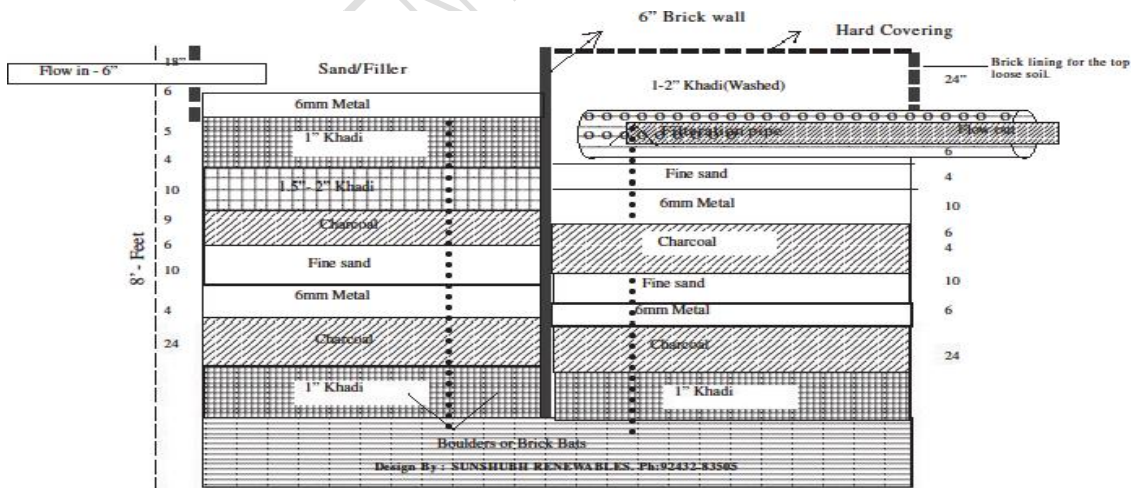 6” Brick wall
Hard Covering
18”
Flow in - 6”
Sand/Filler
Brick lining for the top
loose soil.
24”
1-2” Khadi(Washed)
6
6mm Metal
5
1” Khadi
Filteration pipe
Flow out
6
4
Fine sand
4
10
1.5”- 2” Khadi
6mm Metal
10
9
Charcoal
6
Charcoal
4
6
8’- Feet
10
Fine sand
Fine sand
10
6mm Metal
4
6mm Metal
6
24
Charcoal
Charcoal
24
1” Khadi
1” Khadi
Boulders or Brick Bats
Design By : SUNSHUBH RENEWABLES, Ph:92432-83505